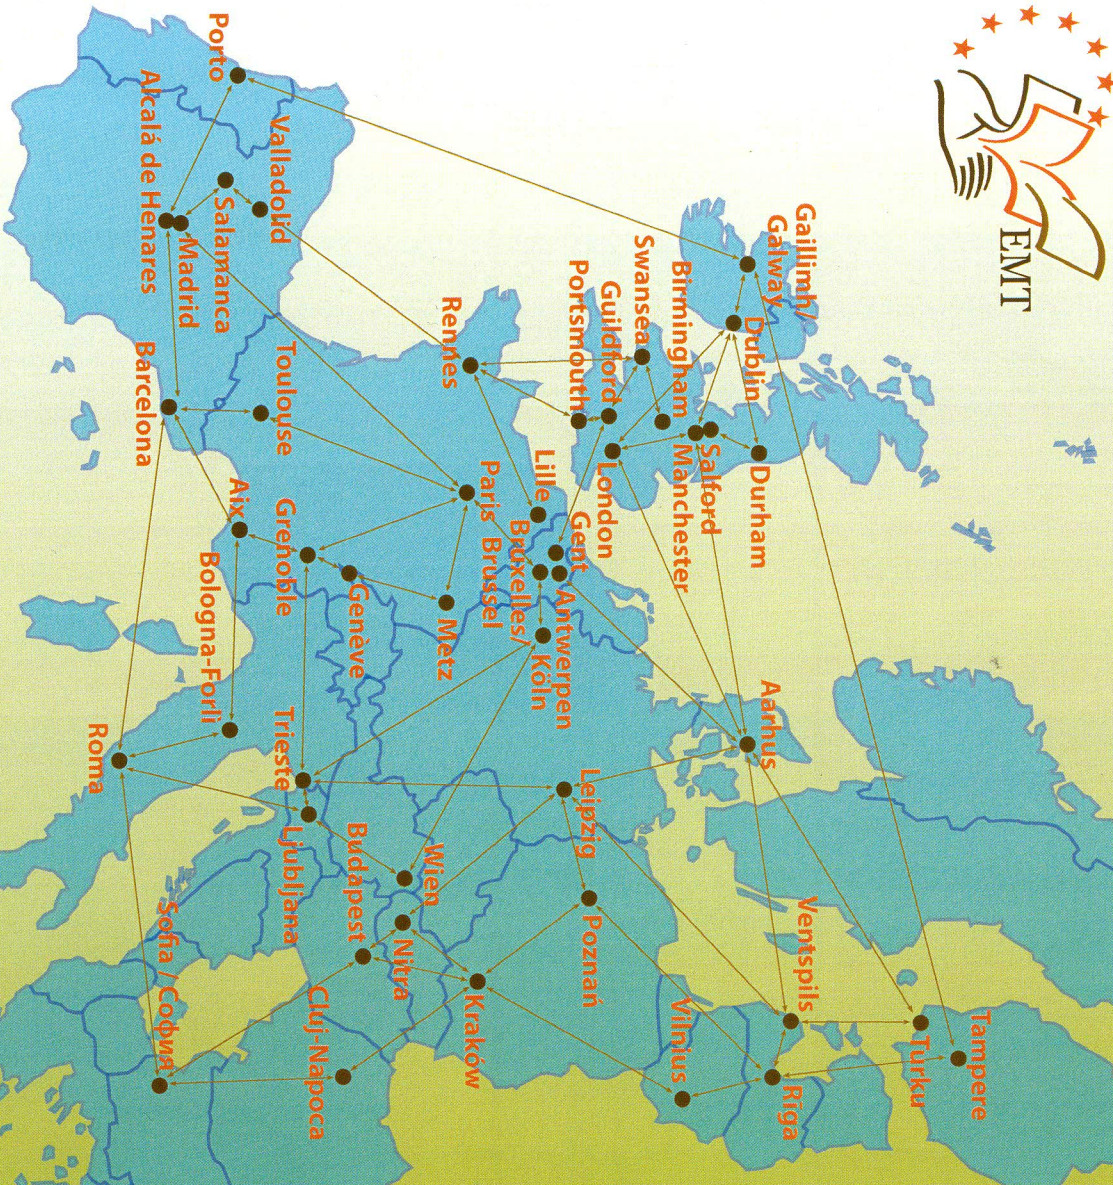 EMT
Tampere
Turku
Gaillimh/
Galway
Dublin
Durham
Aarhus
Ventspils
Rīga
Salford
Manchester
Birmingham
Swansea
Guildford
Portsmouth
London
Vilnius
Gent
Antwerpen
Leipzig
Poznań
Lille
Bruxelles/
Brussel
Köln
Paris
Rennes
Metz
Kraków
Wien
Nitra
Budapest
Genève
Grenoble
Trieste
Ljubljana
Cluj-Napoca
Toulouse
Valladolid
Salamanca
Porto
Aix
Bologna-Forlì
Madrid
Alcalá de Henares
Barcelona
Roma
Sofia / София